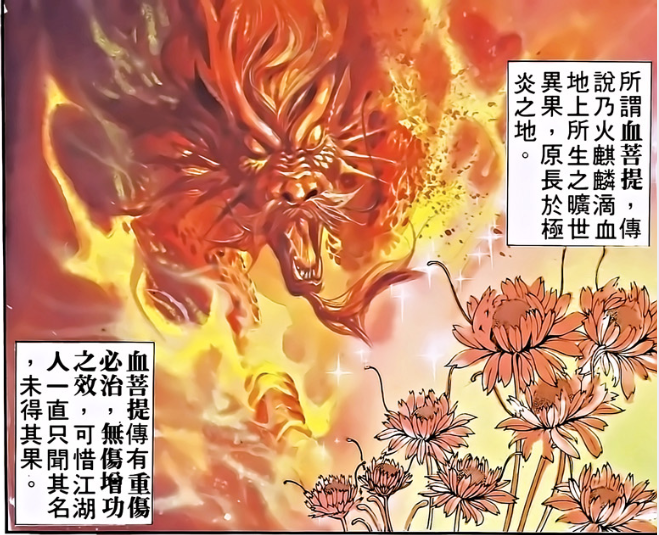 所謂血菩提，傳
說乃火麒麟滴血
地上所生之曠世
異果，原長於極
炎之地。
血菩提傳有重傷
必治，無傷增功
之效，可惜江湖
人一直只聞其名
，未得其果。